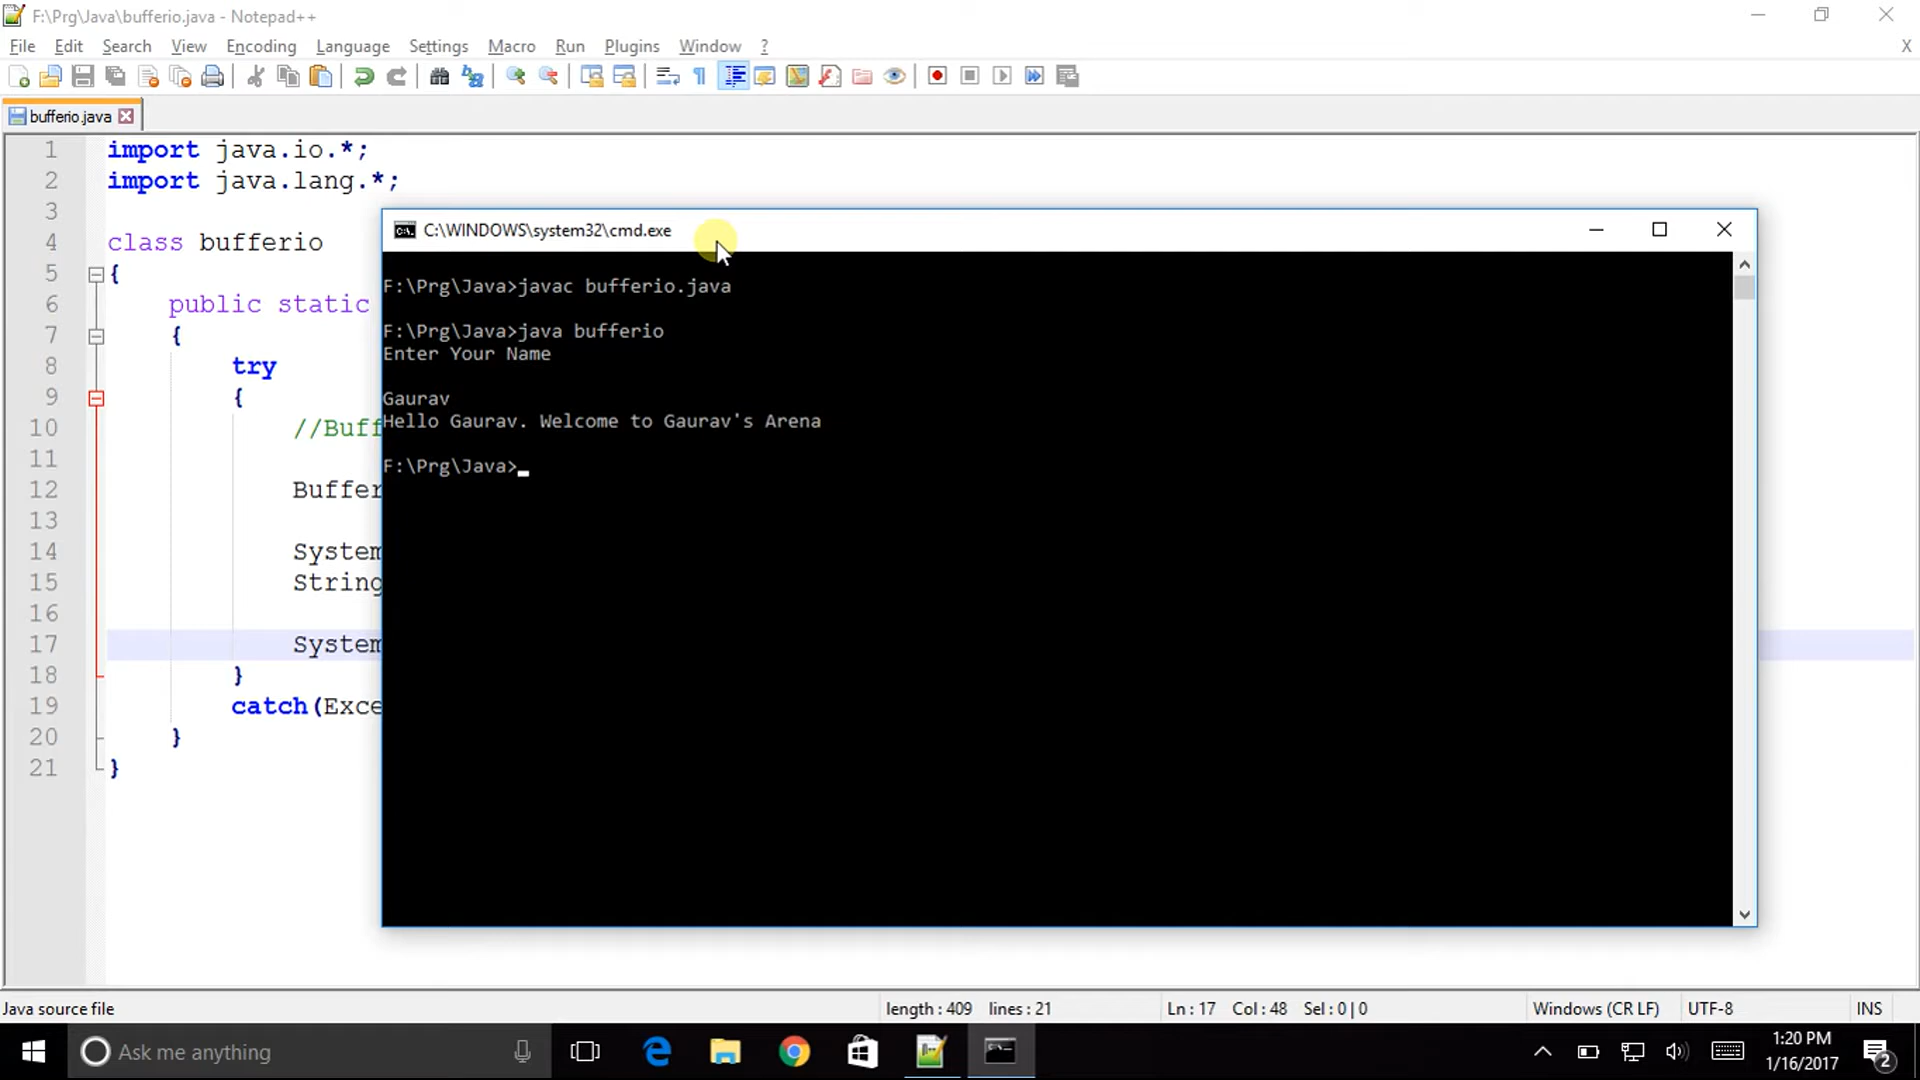 F:\Prg\Java\bufferio.java - Notepad++
File Edit Search View Encoding Language Settings Macro Run Plugins Window ? X
bufferio.java
1 import java.io.*;
2 import java.lang.*;
3
4 class bufferio
5 {
6 public static
7 {
8 try
9 {
10 //Buff
11
12 Buffer
13
14 System
15 String
16
17 System
18 }
19 catch(Exce
20 }
21 }
C:\WINDOWS\system32\cmd.exe
F:\Prg\Java>javac bufferio.java
F:\Prg\Java>java bufferio
Enter Your Name
Gaurav
Hello Gaurav. Welcome to Gaurav's Arena
F:\Prg\Java>
Java source file length : 409 lines : 21 Ln : 17 Col : 48 Sel : 0 | 0 Windows (CR LF) UTF-8 INS
Ask me anything
1:20 PM
1/16/2017
2